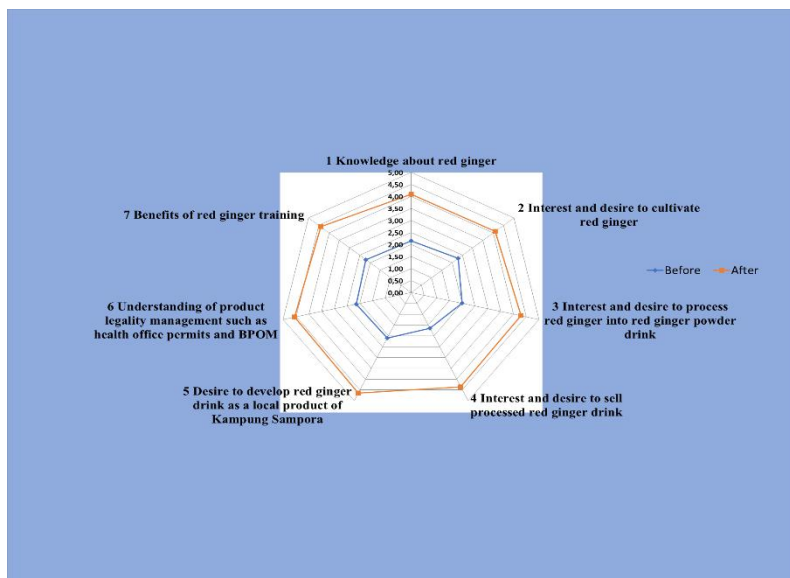 1 Knowledge about red ginger
5,00
4,50
4,00
3,50
3,00
2,50
2,00
1,50
1,00
0,50
0,00
2 Interest and desire to cultivate
red ginger
Before
After
3 Interest and desire to process
red ginger into red ginger powder
drink
4 Interest and desire to sell
processed red ginger drink
5 Desire to develop red ginger
drink as a local product of
Kampung Sampora
6 Understanding of product
legality management such as
health office permits and BPOM
7 Benefits of red ginger training